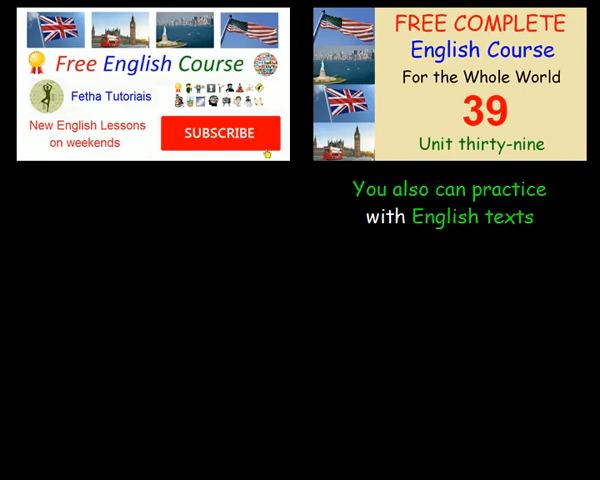 Free English Course
Fetha Tutoriais
New English Lessons
on weekends
SUBSCRIBE
FREE COMPLETE
English Course
For the Whole World
39
Unit thirty-nine
You also can practice
with English texts